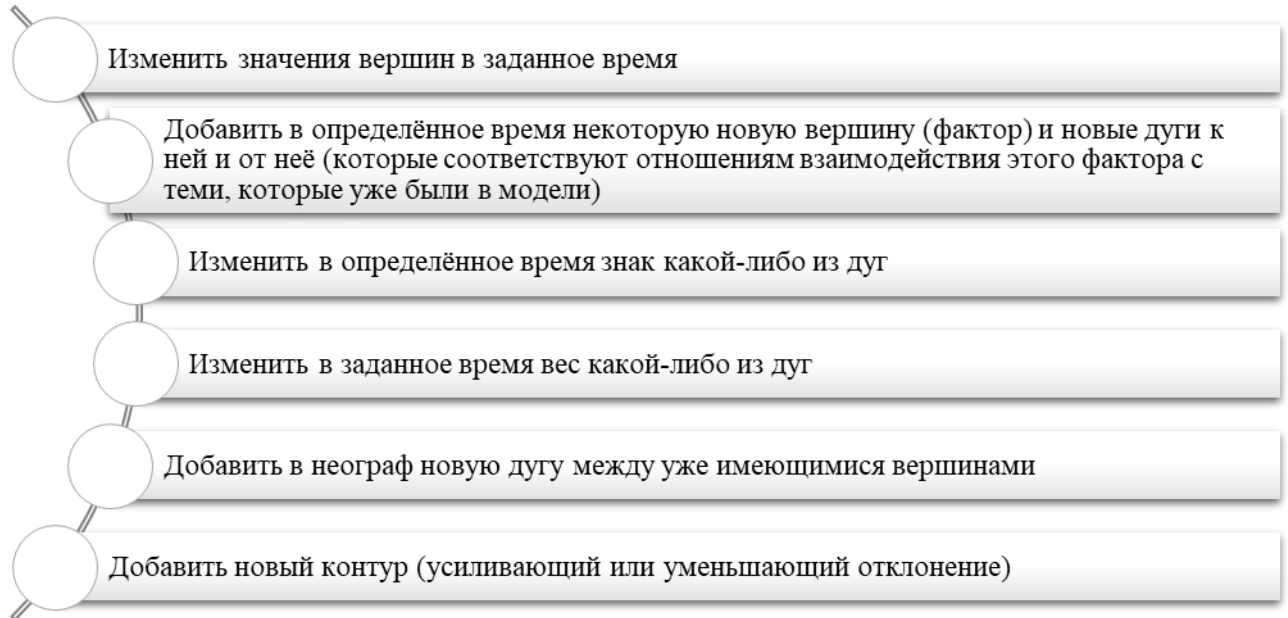 Изменить значения вершин в заданное время
Добавить в определённое время некоторую новую вершину (фактор) и новые дуги к
ней и от неё (которые соответствуют отношениям взаимодействия этого фактора с
теми, которые уже были в модели)
Изменить в определённое время знак какой-либо из дуг
Изменить в заданное время вес какой-либо из дуг
Добавить в неограф новую дугу между уже имеющимися вершинами
Добавить новый контур (усиливающий или уменьшающий отклонение)